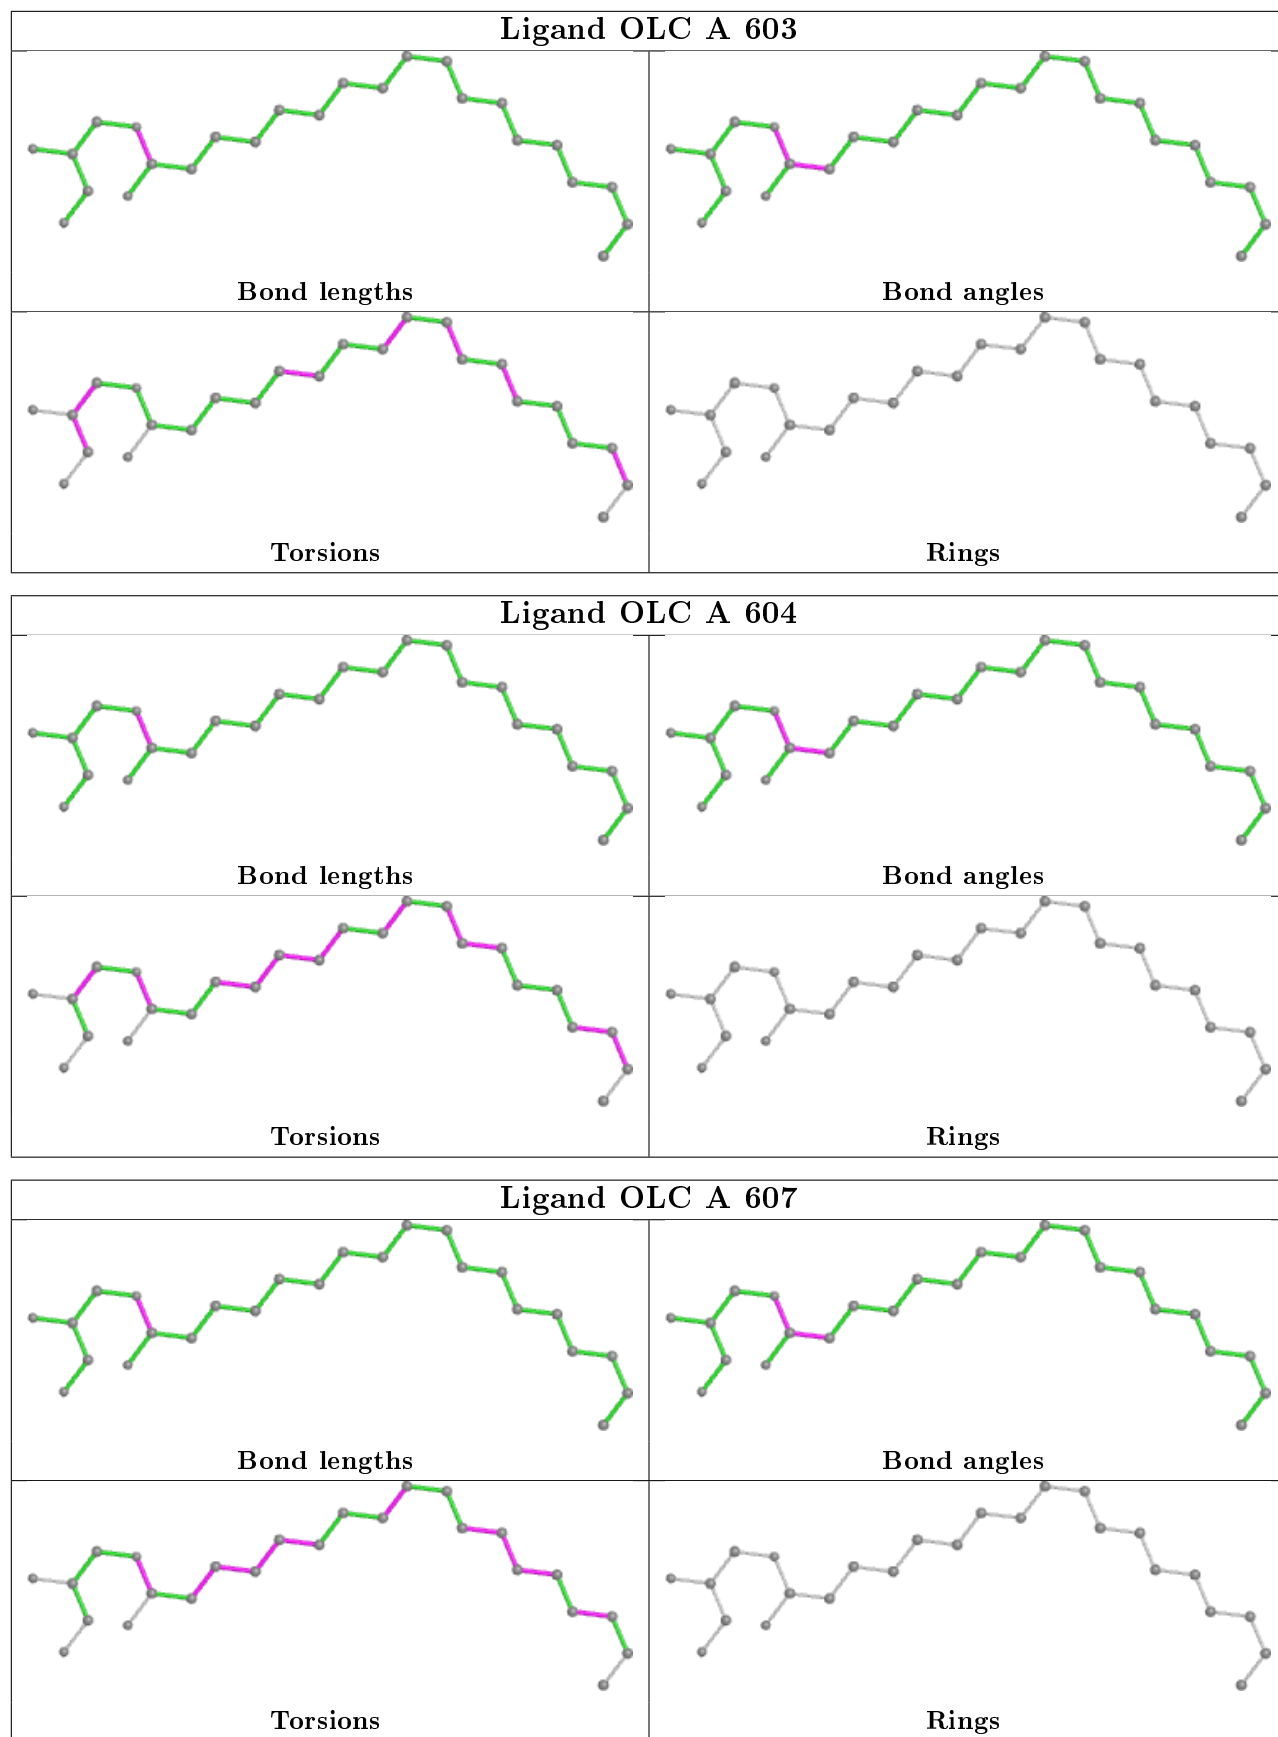 Ligand OLC A 603
Bond lengths
Bond angles
Torsions
Rings
Ligand OLC A 604
Bond lengths
Bond angles
Torsions
Rings
Ligand OLC A 607
Bond lengths
Bond angles
Torsions
Rings